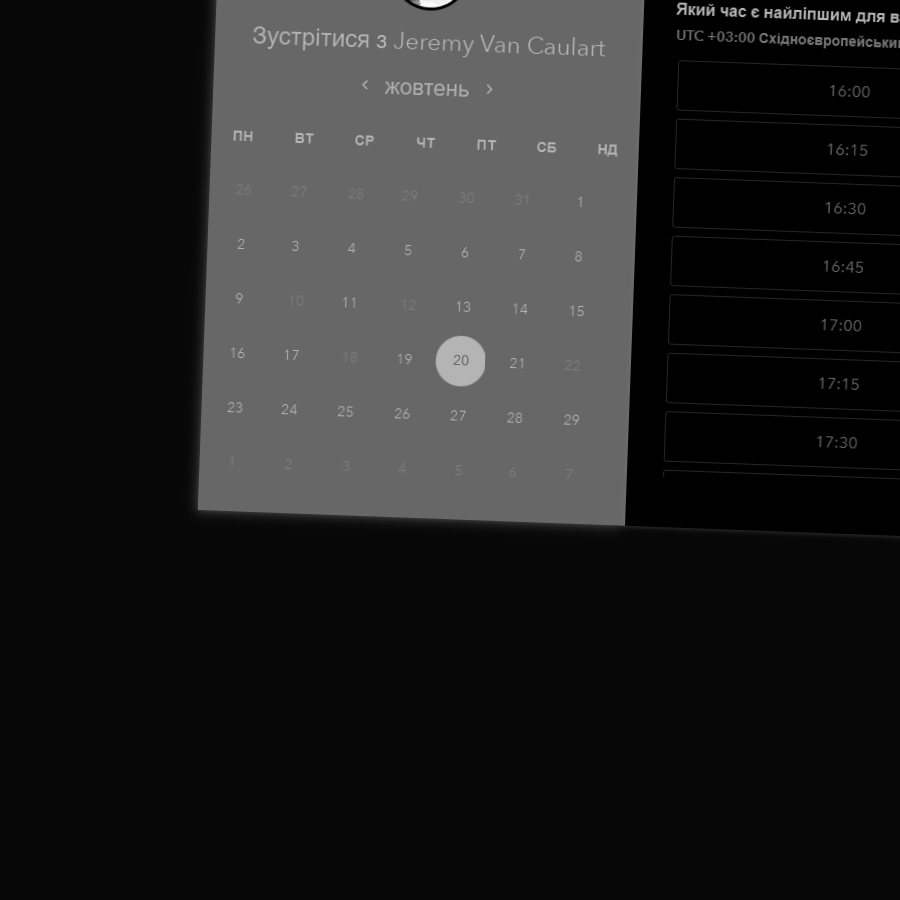 Зустрітися з Jeremy Van Caulart
жовтень
ПН ВТ СР ЧТ ПТ СБ НД
26 27 28 29 30 31 1
2 3 4 5 6 7 8
9 10 11 12 13 14 15
16 17 18 19 20 21 22
23 24 25 26 27 28 29
1 2 3 4 5 6 7
Який час є найліпшим для
UTC +03:00
16:00
16:15
16:30
16:45
17:00
17:15
17:30